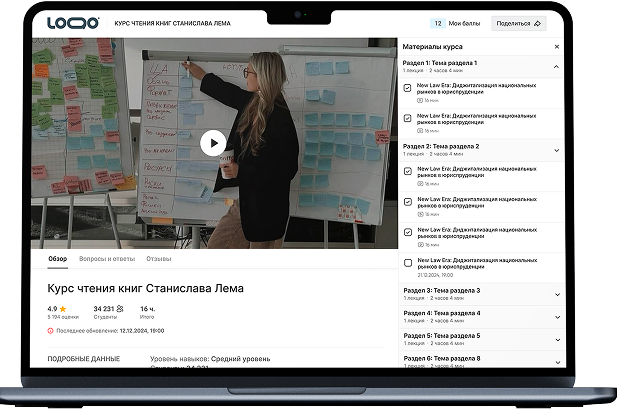 LOOO
КУРС ЧТЕНИЯ КНИГ СТАНИСЛАВА ЛЕМА
12
Мои баллы
Поделиться
Обзор
Вопросы и ответы
Отзывы
Курс чтения книг Станислава Лема
4.9
34 231
16 ч.
5 194 оценки
Студенты
Итого
Последнее обновление: 12.12.2024, 19:00
ПОДРОБНЫЕ ДАННЫЕ
Уровень навыков: Средний уровень
Студенты: 34 231
Материалы курса
Раздел 1: Тема раздела 1
1 лекция · 2 часов 4 мин
New Law Era: Диджитализация национальных
рынков в юриспруденции
16 мин
New Law Era: Диджитализация национальных
рынков в юриспруденции
16 мин
Раздел 2: Тема раздела 2
1 лекция · 2 часов 4 мин
New Law Era: Диджитализация национальных
рынков в юриспруденции
16 мин
New Law Era: Диджитализация национальных
рынков в юриспруденции
16 мин
New Law Era: Диджитализация национальных
рынков в юриспруденции
16 мин
New Law Era: Диджитализация национальных
рынков в юриспруденции
31.12.2024, 19:00
Раздел 3: Тема раздела 3
1 лекция · 2 часов 4 мин
Раздел 4: Тема раздела 4
1 лекция · 2 часов 4 мин
Раздел 5: Тема раздела 5
1 лекция · 2 часов 4 мин
Раздел 6: Тема раздела 8
1 лекция · 2 часов 4 мин